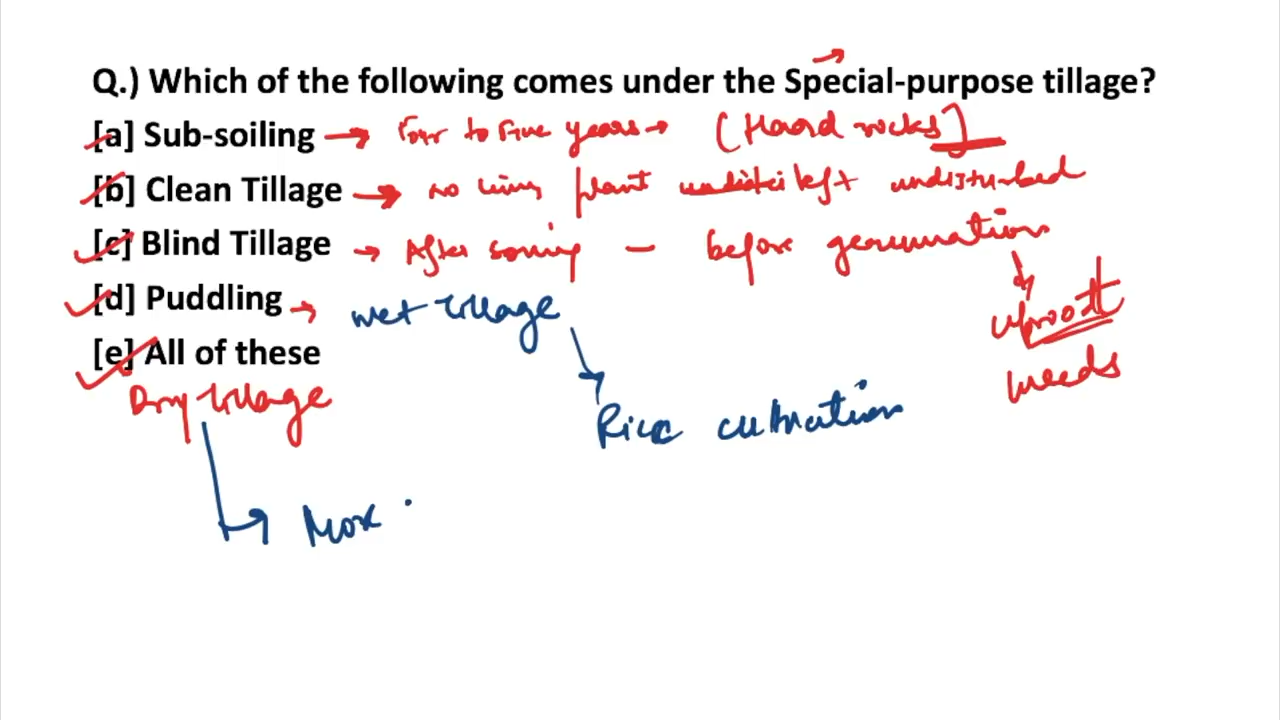 Q.) Which of the following comes under the Special-purpose tillage?
[a] Sub-soiling → four to five years → (Hard rocks]
[b] Clean Tillage → no living plant left undisturbed
[c] Blind Tillage → After sowing — before germination
uproot
weeds
[d] Puddling → wet tillage
Rice cultivation
[e] All of these
Dry tillage